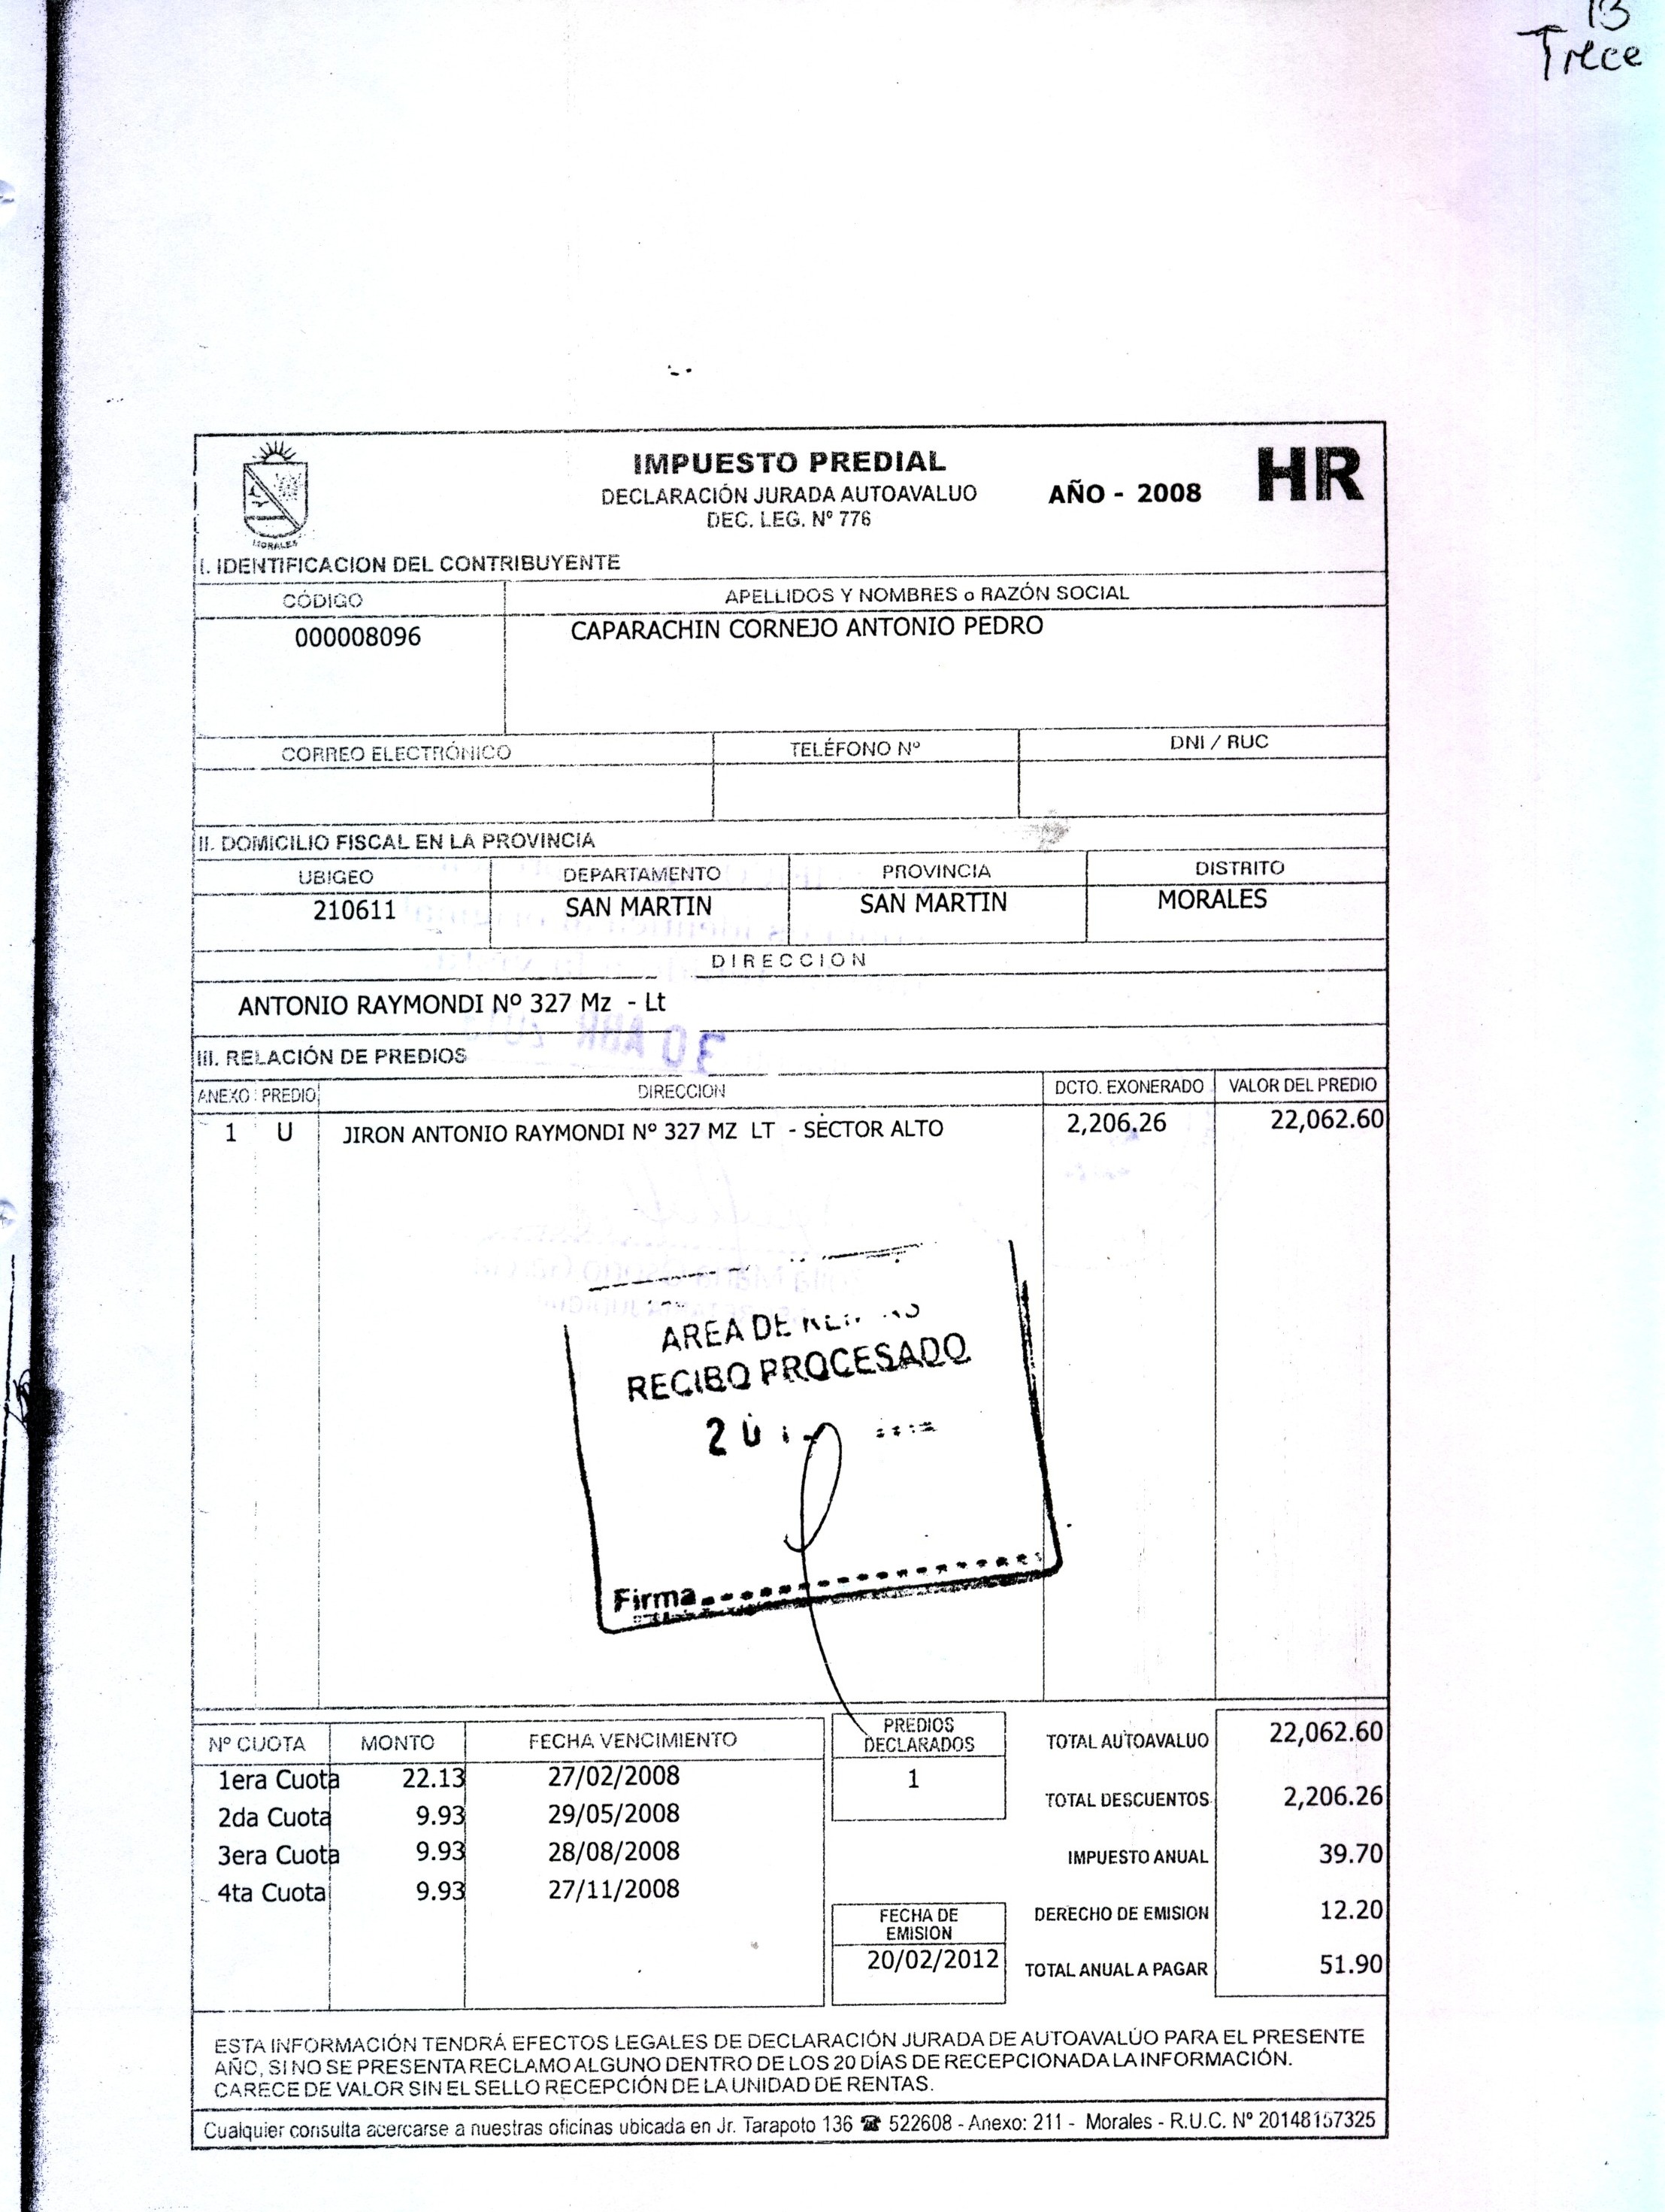 13
Trece
IMPUESTO PREDIAL
DECLARACIÓN JURADA AUTOAVALUO
DEC. LEG. Nº 776
AÑO - 2008
HR
MORALES
I. IDENTIFICACION DEL CONTRIBUYENTE
CÓDIGO APELLIDOS Y NOMBRES o RAZÓN SOCIAL
000008096 CAPARACHIN CORNEJO ANTONIO PEDRO
CORREO ELECTRÓNICO TELÉFONO Nº DNI / RUC
II. DOMICILIO FISCAL EN LA PROVINCIA
UBIGEO DEPARTAMENTO PROVINCIA DISTRITO
210611 SAN MARTIN SAN MARTIN MORALES
DIRECCION
ANTONIO RAYMONDI Nº 327 Mz - Lt
III. RELACIÓN DE PREDIOS
ANEXO PREDIO DIRECCION DCTO. EXONERADO VALOR DEL PREDIO
1 U JIRON ANTONIO RAYMONDI Nº 327 MZ LT - SECTOR ALTO 2,206.26 22,062.60
AREA DE
RECIBO PROCESADO
Firma
Nº CUOTA MONTO FECHA VENCIMIENTO
1era Cuota 22.13 27/02/2008
2da Cuota 9.93 29/05/2008
3era Cuota 9.93 28/08/2008
4ta Cuota 9.93 27/11/2008
PREDIOS
DECLARADOS
1
FECHA DE
EMISION
20/02/2012
TOTAL AUTOAVALUO 22,062.60
TOTAL DESCUENTOS 2,206.26
IMPUESTO ANUAL 39.70
DERECHO DE EMISION 12.20
TOTAL ANUAL A PAGAR 51.90
ESTA INFORMACIÓN TENDRÁ EFECTOS LEGALES DE DECLARACIÓN JURADA DE AUTOAVALÚO PARA EL PRESENTE
AÑO, SI NO SE PRESENTA RECLAMO ALGUNO DENTRO DE LOS 20 DÍAS DE RECEPCIONADA LA INFORMACIÓN.
CARECE DE VALOR SIN EL SELLO RECEPCIÓN DE LA UNIDAD DE RENTAS.
Cualquier consulta acercarse a nuestras oficinas ubicada en Jr. Tarapoto 136 ☎ 522608 - Anexo: 211 - Morales - R.U.C. Nº 20148157325